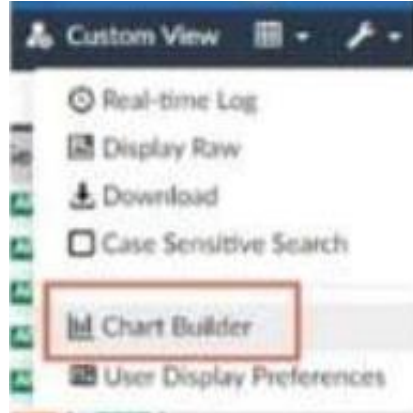 Custom View
Real-time Log
Display Raw
Download
Case Sensitive Search
Chart Builder
User Display Preferences